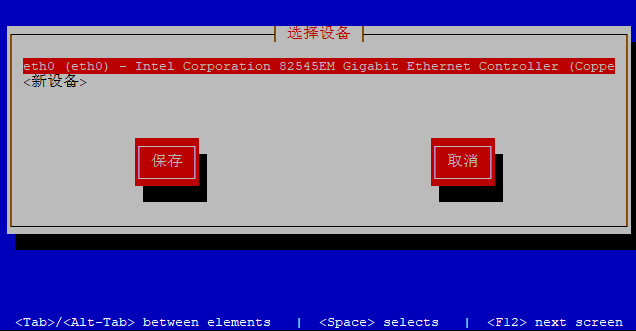 选择设备
eth0 (eth0) - Intel Corporation 82545EM Gigabit Ethernet Controller (Coppe
<新设备>
保存 取消
<Tab>/<Alt-Tab> between elements | <Space> selects | <F12> next screen